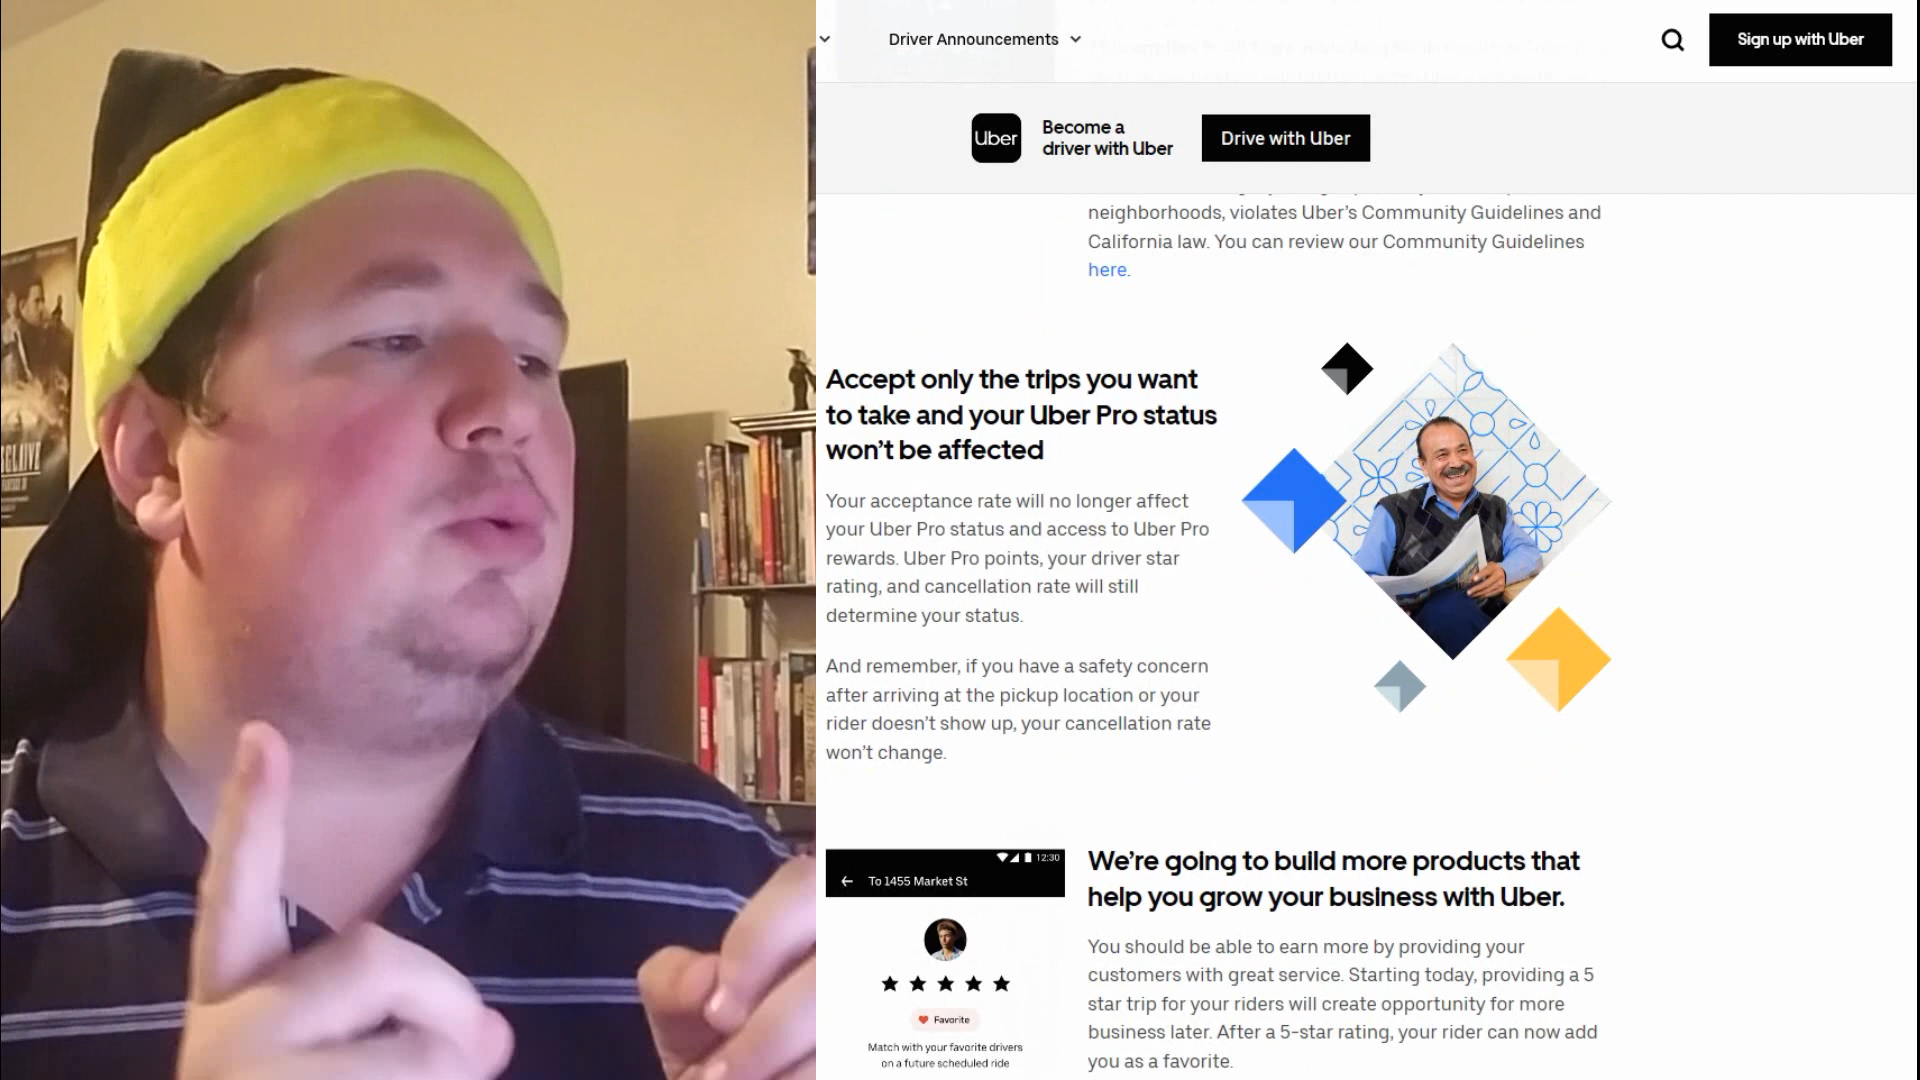 Driver Announcements
Sign up with Uber
Uber
Become a
driver with Uber
Drive with Uber
neighborhoods, violates Uber's Community Guidelines and
California law. You can review our Community Guidelines
here.
Accept only the trips you want
to take and your Uber Pro status
won't be affected
Your acceptance rate will no longer affect
your Uber Pro status and access to Uber Pro
rewards. Uber Pro points, your driver star
rating, and cancellation rate will still
determine your status.
And remember, if you have a safety concern
after arriving at the pickup location or your
rider doesn't show up, your cancellation rate
won't change.
12:30
To 1455 Market St
Favorite
Match with your favorite drivers
on a future scheduled ride
We're going to build more products that
help you grow your business with Uber.
You should be able to earn more by providing your
customers with great service. Starting today, providing a 5
star trip for your riders will create opportunity for more
business later. After a 5-star rating, your rider can now add
you as a favorite.